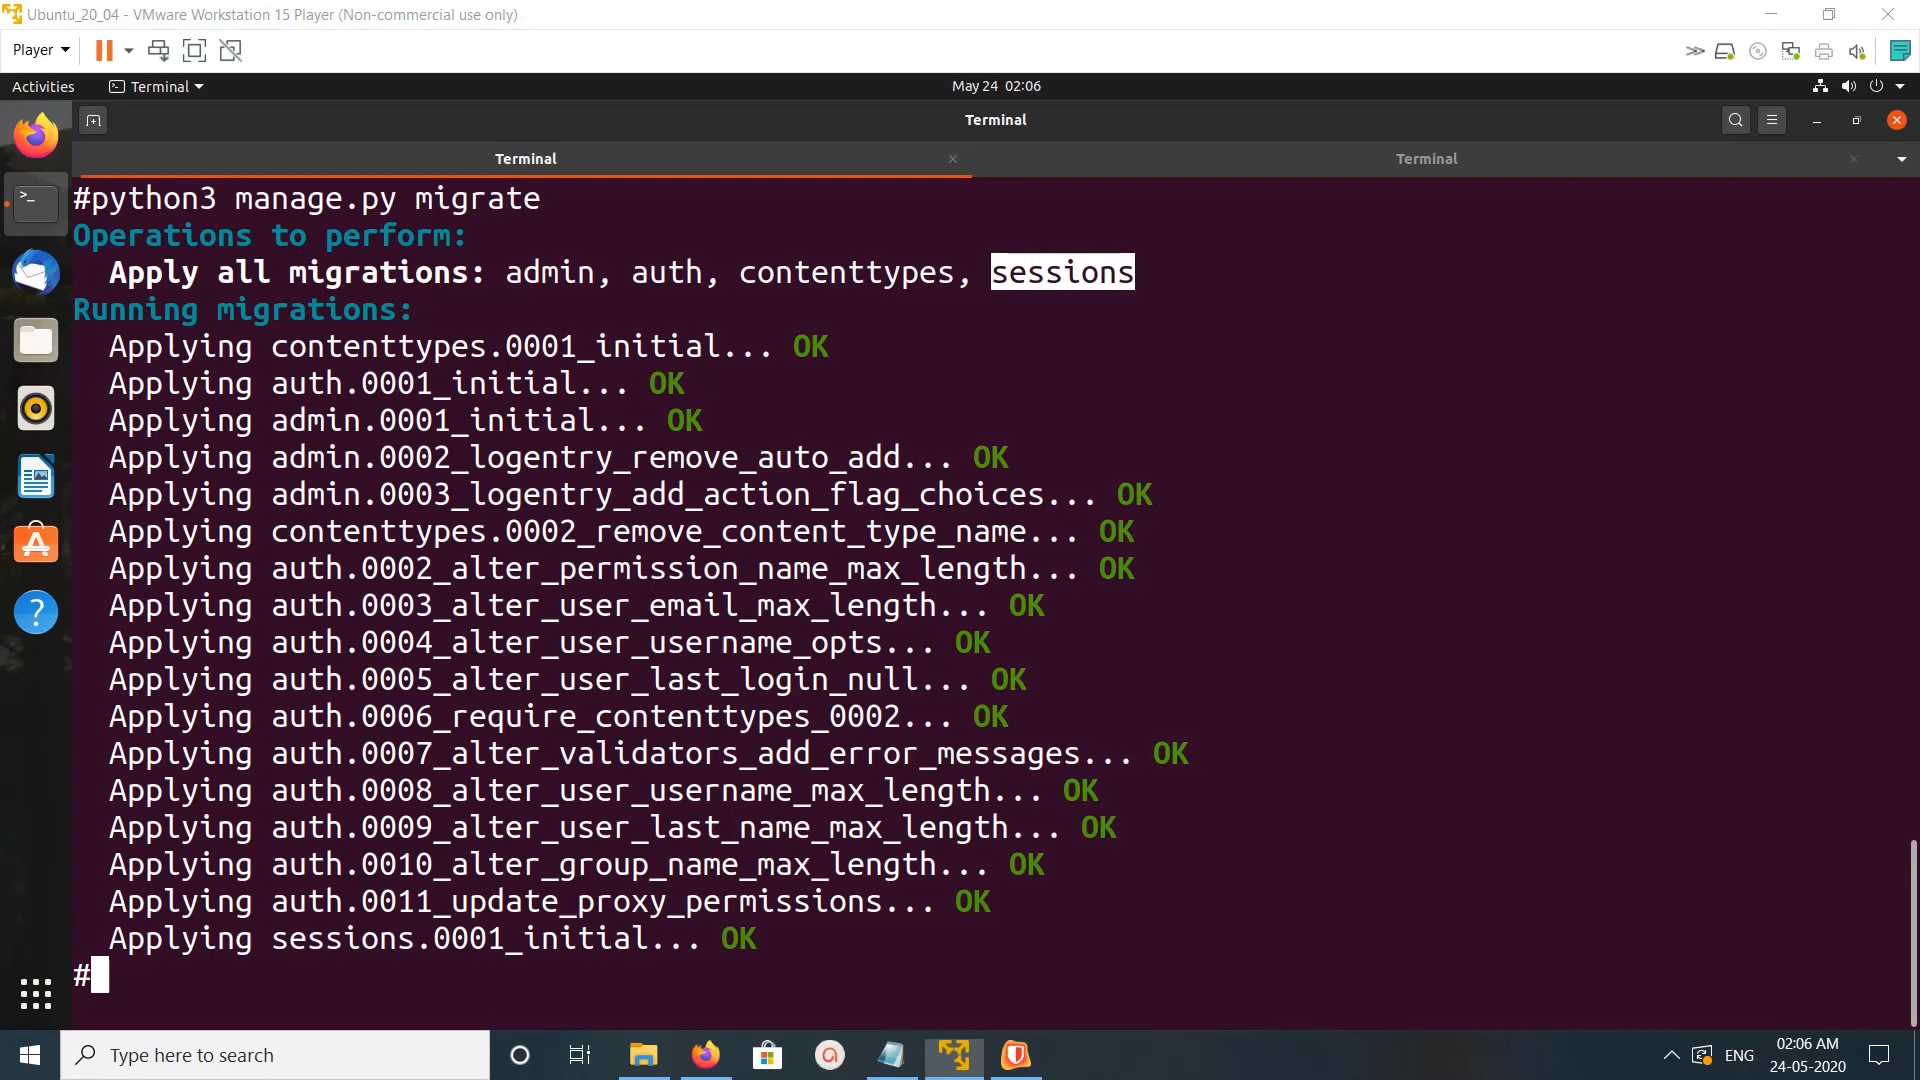 Ubuntu_20_04 - VMware Workstation 15 Player (Non-commercial use only)
Player
Activities
Terminal
May 24 02:06
Terminal
Terminal
Terminal
#python3 manage.py migrate
Operations to perform:
Apply all migrations: admin, auth, contenttypes, sessions
Running migrations:
Applying contenttypes.0001_initial... OK
Applying auth.0001_initial... OK
Applying admin.0001_initial... OK
Applying admin.0002_logentry_remove_auto_add... OK
Applying admin.0003_logentry_add_action_flag_choices... OK
Applying contenttypes.0002_remove_content_type_name... OK
Applying auth.0002_alter_permission_name_max_length... OK
Applying auth.0003_alter_user_email_max_length... OK
Applying auth.0004_alter_user_username_opts... OK
Applying auth.0005_alter_user_last_login_null... OK
Applying auth.0006_require_contenttypes_0002... OK
Applying auth.0007_alter_validators_add_error_messages... OK
Applying auth.0008_alter_user_username_max_length... OK
Applying auth.0009_alter_user_last_name_max_length... OK
Applying auth.0010_alter_group_name_max_length... OK
Applying auth.0011_update_proxy_permissions... OK
Applying sessions.0001_initial... OK
#
Type here to search
ENG
02:06 AM
24-05-2020